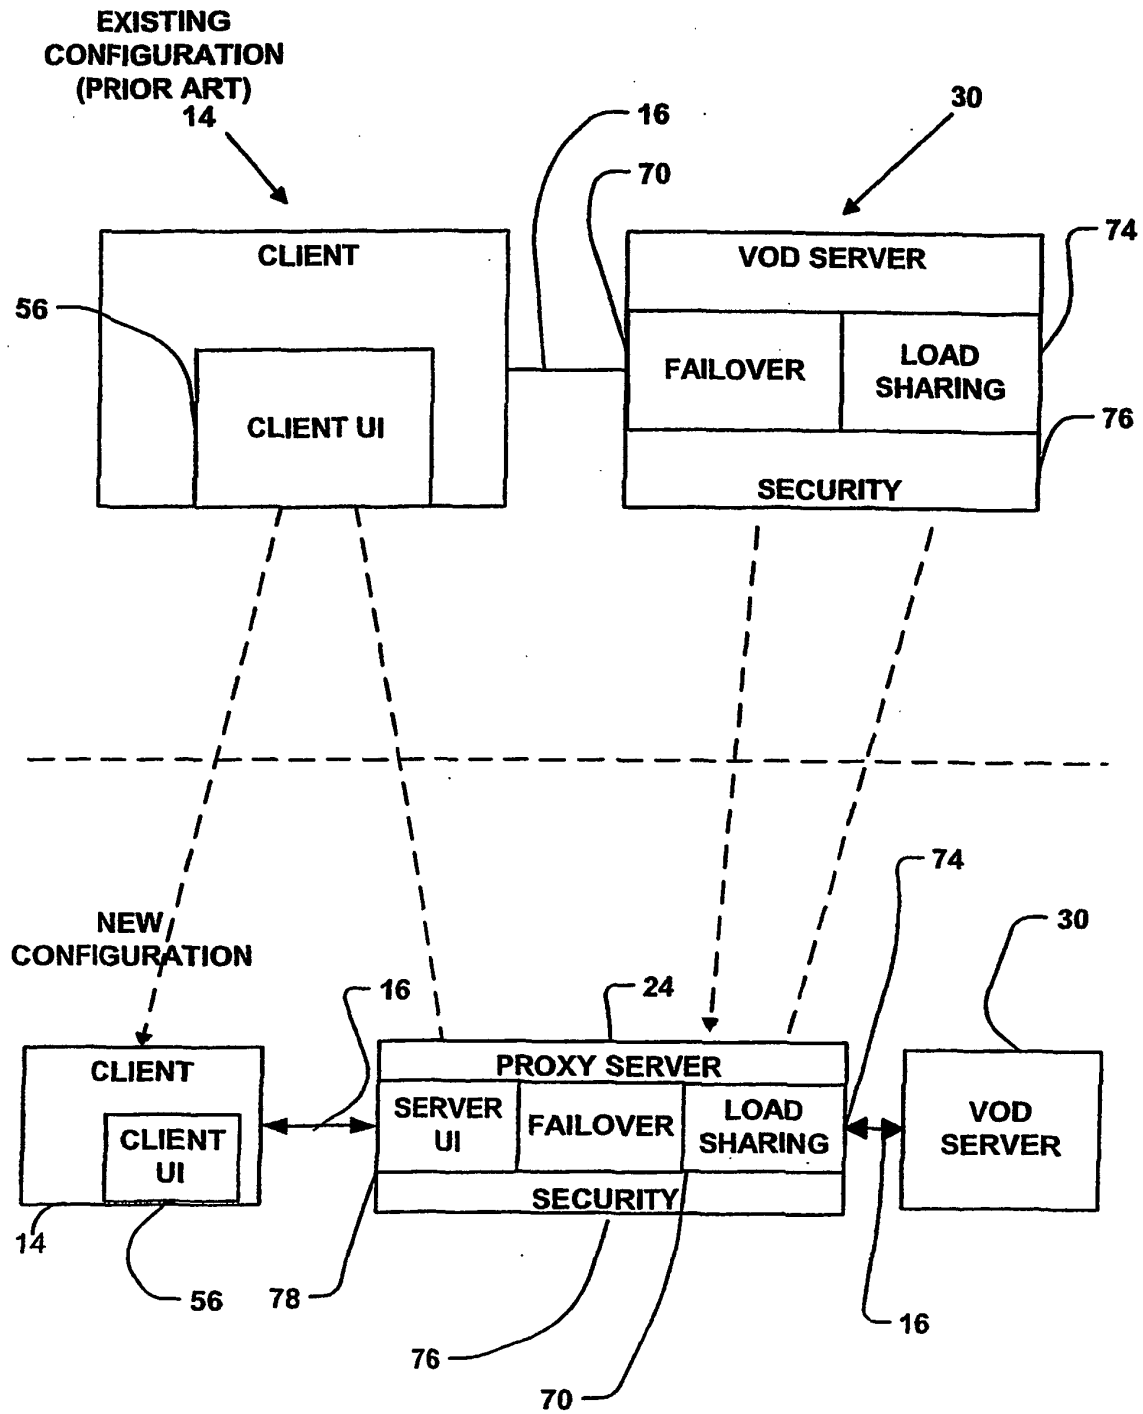 EXISTING
CONFIGURATION
(PRIOR ART)
14
16
30
70
CLIENT
VOD SERVER
74
56
FAILOVER
LOAD
SHARING
CLIENT UI
76
SECURITY
NEW
CONFIGURATION
74
30
16
24
CLIENT
PROXY SERVER
CLIENT
UI
SERVER
UI
FAILOVER
LOAD
SHARING
VOD
SERVER
SECURITY
14
56
78
16
76
70